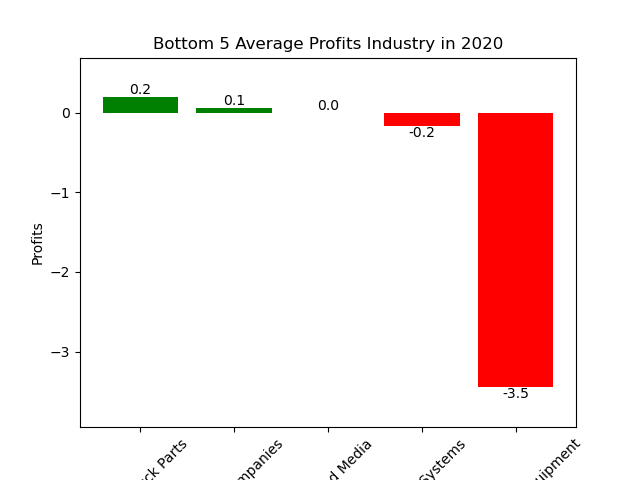 Bottom 5 Average Profits Industry in 2020
Profits
0
−1
−2
−3
0.2
0.1
0.0
-0.2
-3.5
ck Parts
mpanies
d Media
Systems
uipment